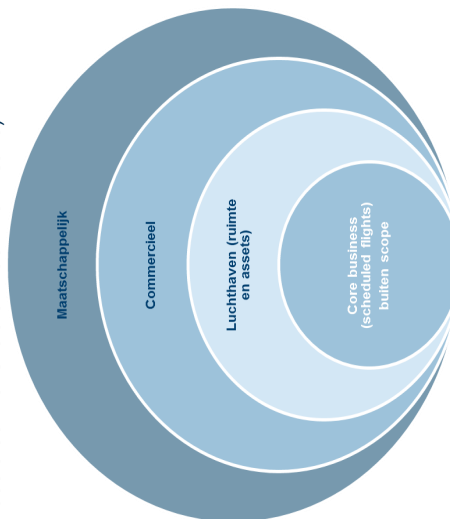 Maatschappelijk
Commercieel
Luchthaven (ruimte
en assets)
Core business
(scheduled flights)
buiten scope